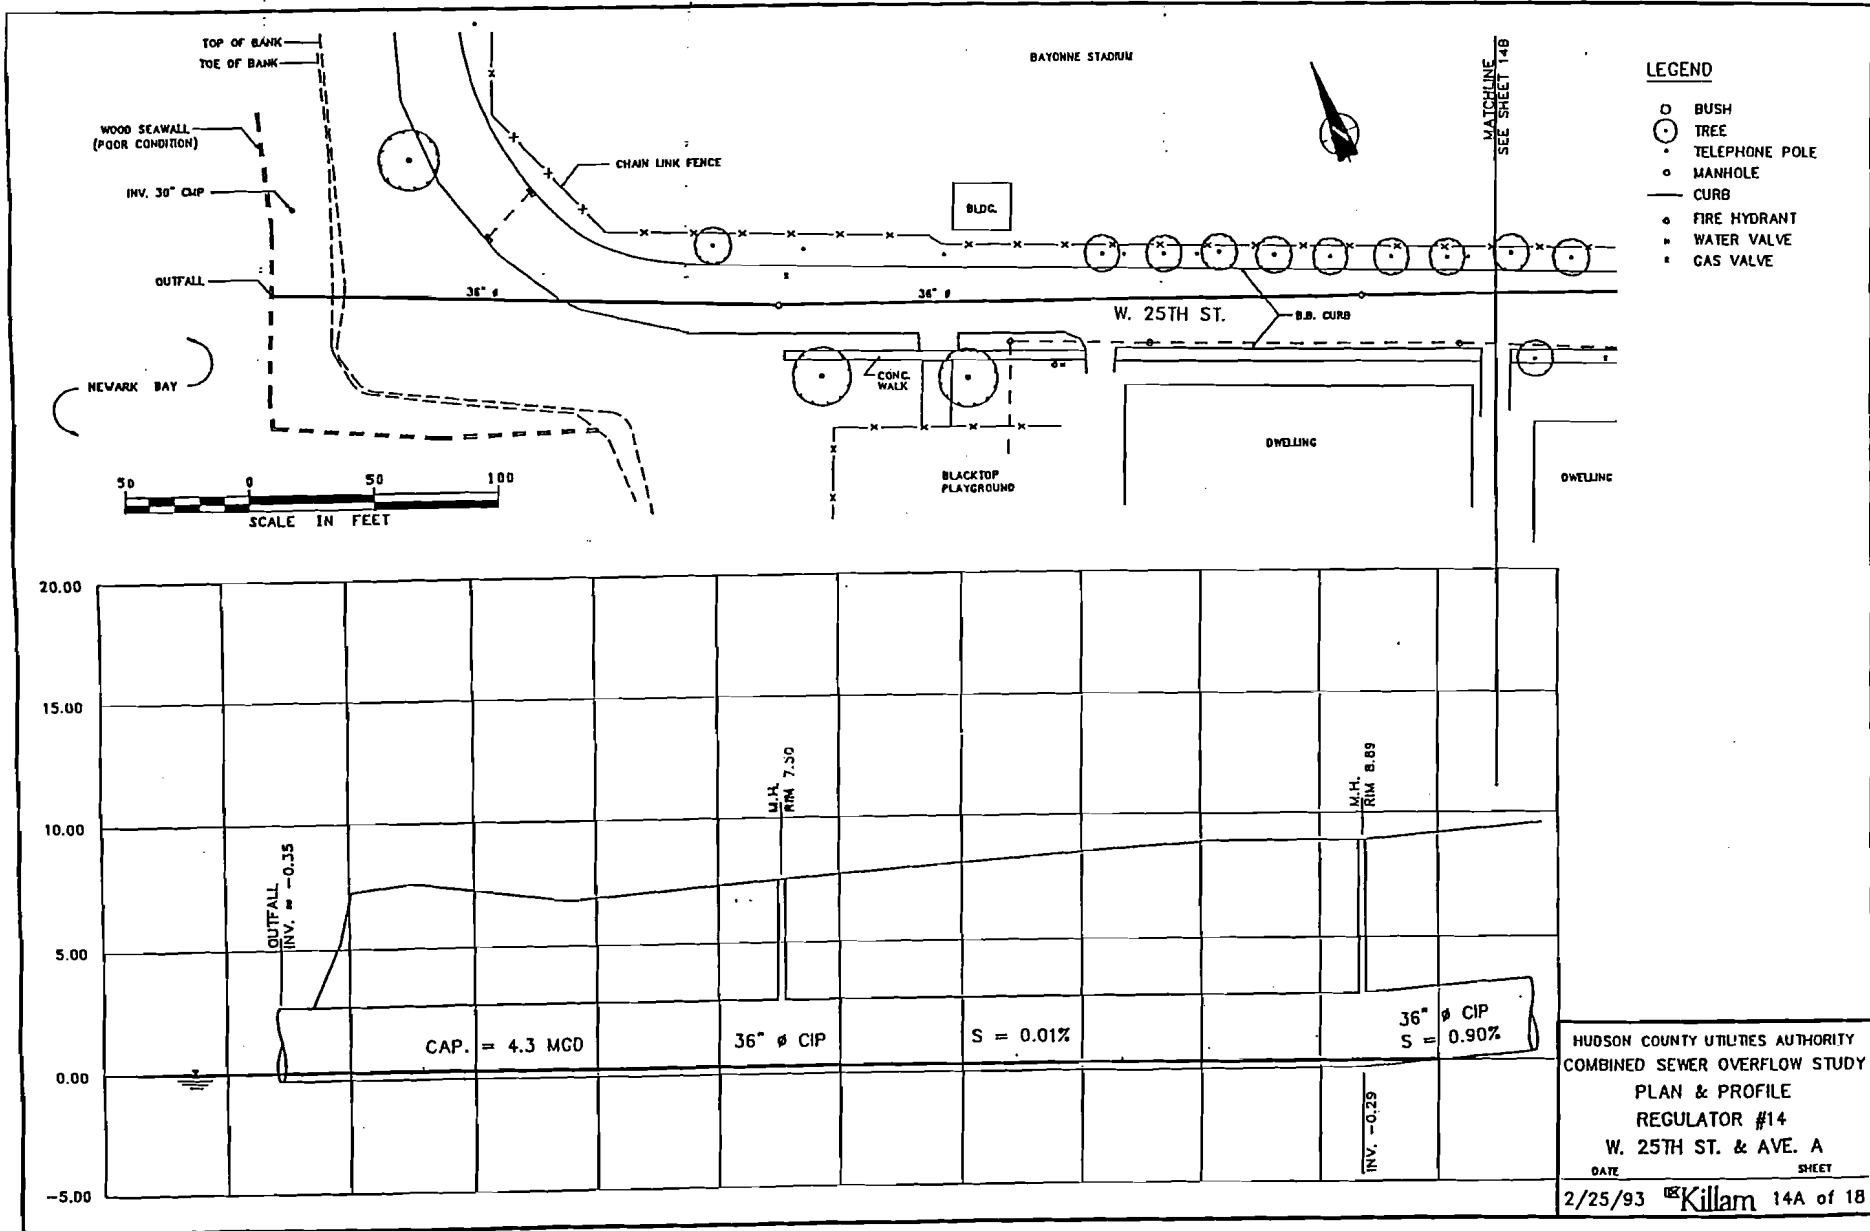 TOP OF BANK
TOE OF BANK
WOOD SEAWALL
(POOR CONDITION)
INV. 30" CMP
OUTFALL
NEWARK BAY
CHAIN LINK FENCE
BAYONNE STADIUM
BLDG.
MATCHLINE
SEE SHEET 14B
36" ø
36" ø
W. 25TH ST.
B.B. CURB
CONC.
WALK
BLACKTOP
PLAYGROUND
DWELLING
DWELLING
LEGEND
BUSH
TREE
TELEPHONE POLE
MANHOLE
CURB
FIRE HYDRANT
WATER VALVE
GAS VALVE
50 0 50 100
SCALE IN FEET
20.00
15.00
10.00
5.00
0.00
-5.00
OUTFALL
INV. = -0.35
M.H.
RIM 7.50
M.H.
RIM 8.89
CAP. = 4.3 MGD
36" ø CIP
S = 0.01%
36" ø CIP
S = 0.90%
INV. -0.29
HUDSON COUNTY UTILITIES AUTHORITY
COMBINED SEWER OVERFLOW STUDY
PLAN & PROFILE
REGULATOR #14
W. 25TH ST. & AVE. A
DATE SHEET
2/25/93 Killam 14A of 18